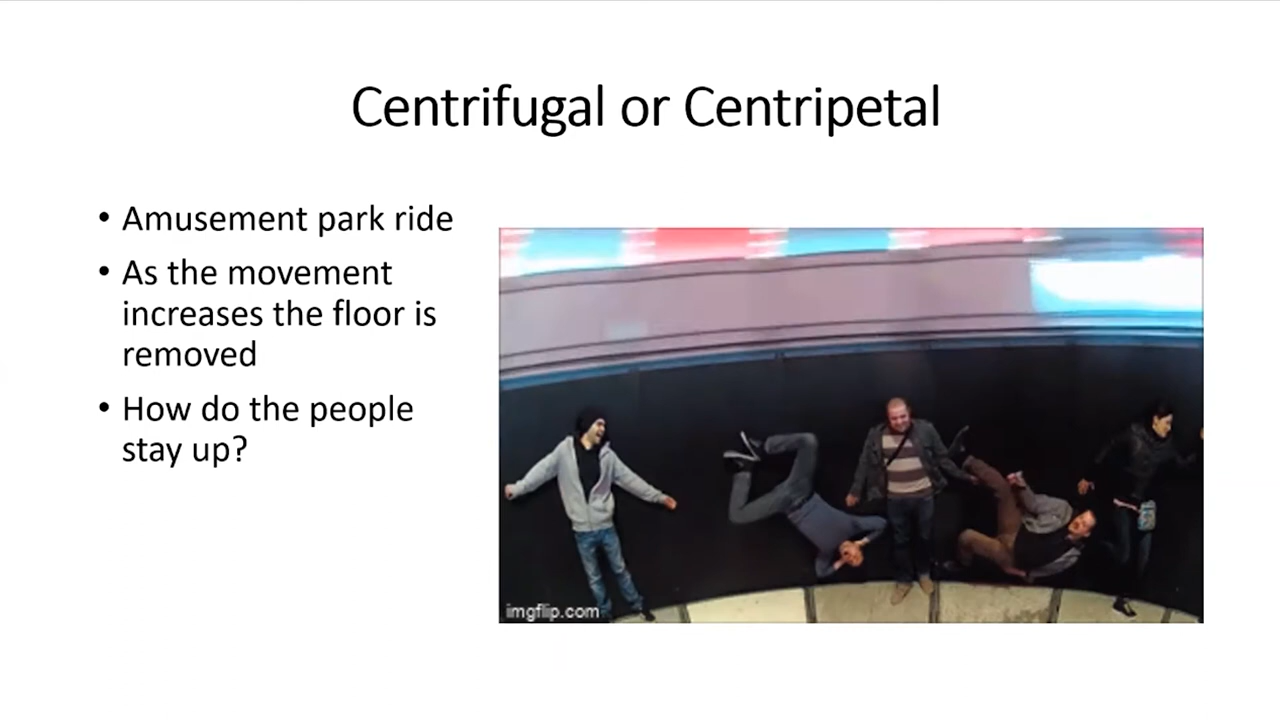 Centrifugal or Centripetal
• Amusement park ride
• As the movement
increases the floor is
removed
• How do the people
stay up?
imgflip.com